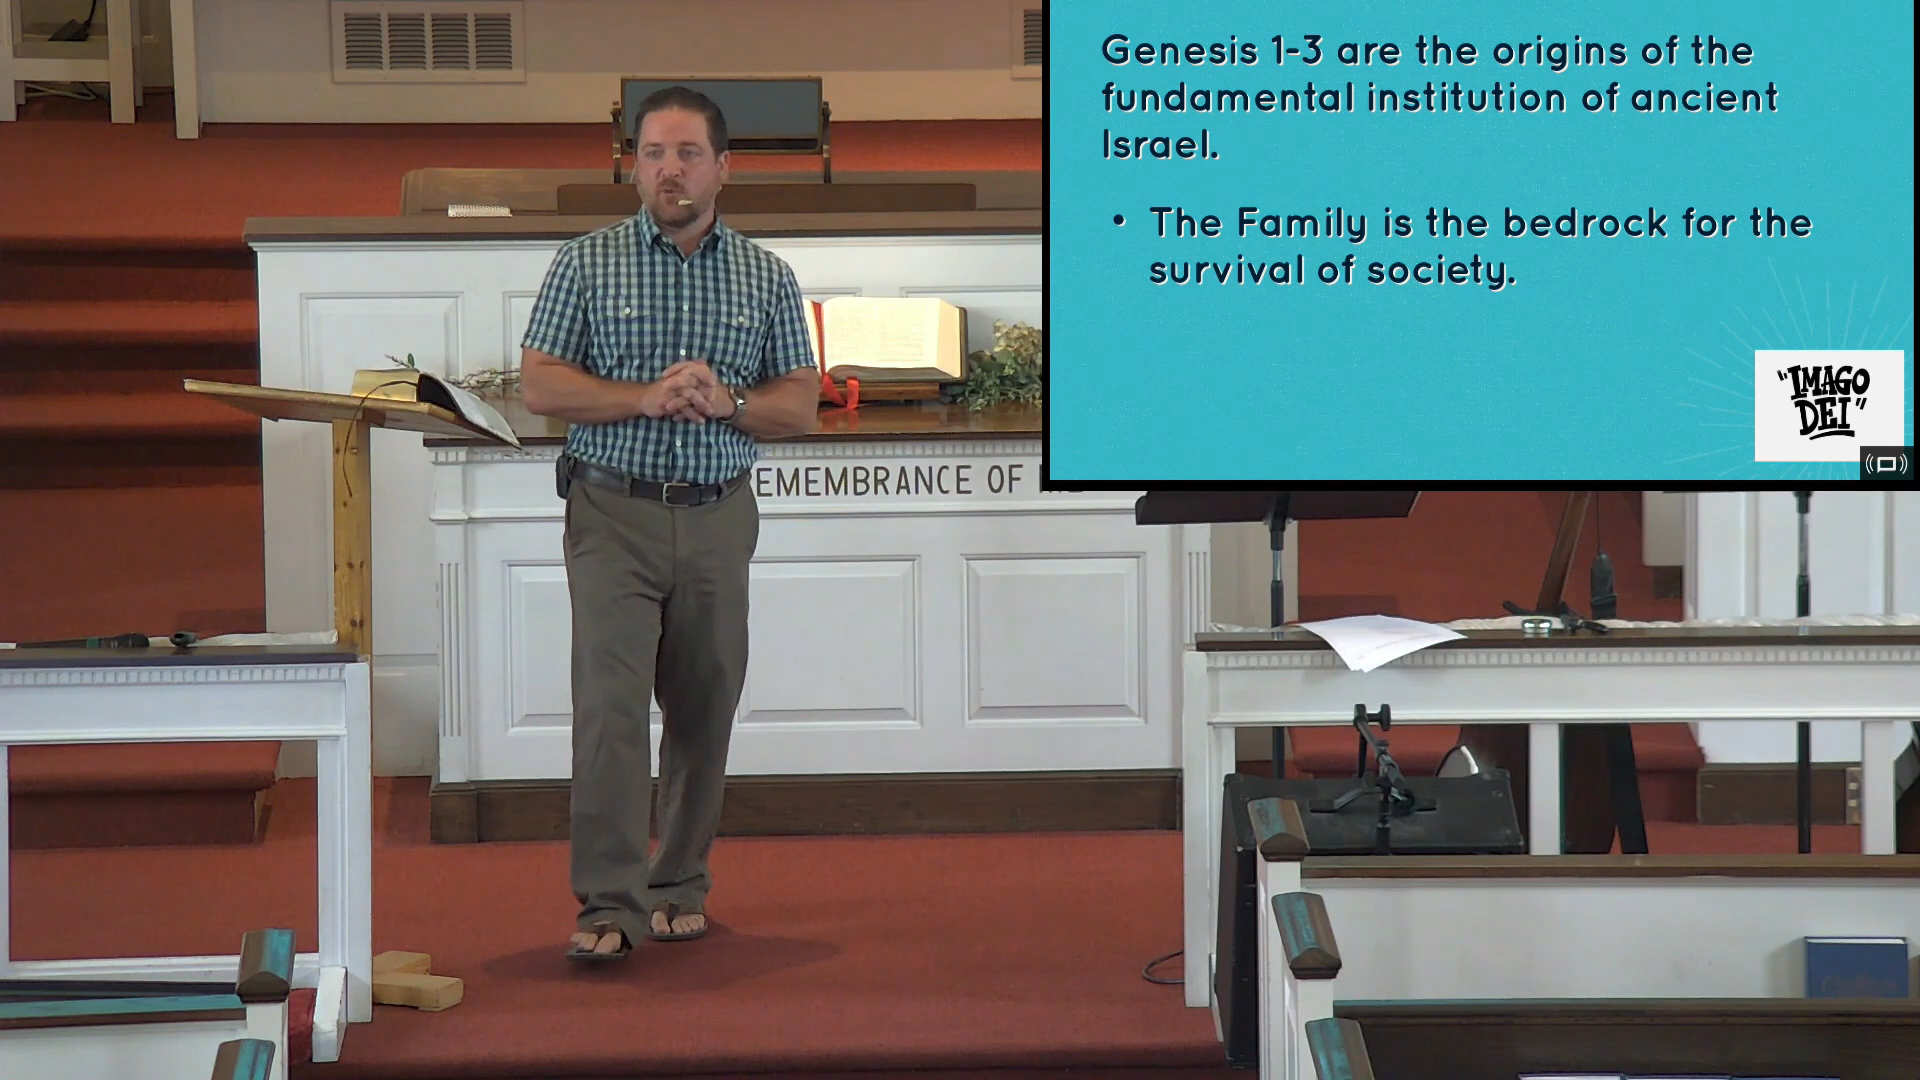 Genesis 1-3 are the origins of the
fundamental institution of ancient
Israel.
• The Family is the bedrock for the
survival of society.
"IMAGO
DEI"
EMEMBRANCE OF